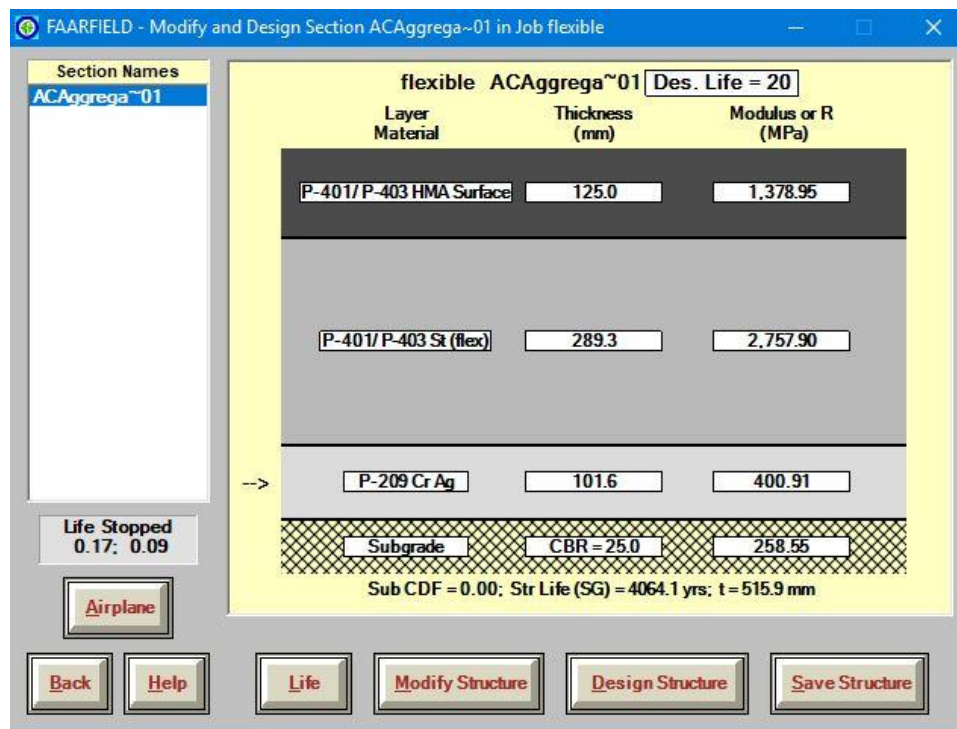 FAARFIELD - Modify and Design Section ACAggrega~01 in Job flexible
Section Names
ACAggrega~01
flexible ACAggrega~01 Des. Life = 20
Layer Material Thickness (mm) Modulus or R (MPa)
P-401/ P-403 HMA Surface 125.0 1,378.95
P-401/ P-403 St (flex) 289.3 2,757.90
--> P-209 Cr Ag 101.6 400.91
Subgrade CBR = 25.0 258.55
Sub CDF = 0.00; Str Life (SG) = 4064.1 yrs; t = 515.9 mm
Life Stopped
0.17; 0.09
Airplane
Back Help Life Modify Structure Design Structure Save Structure